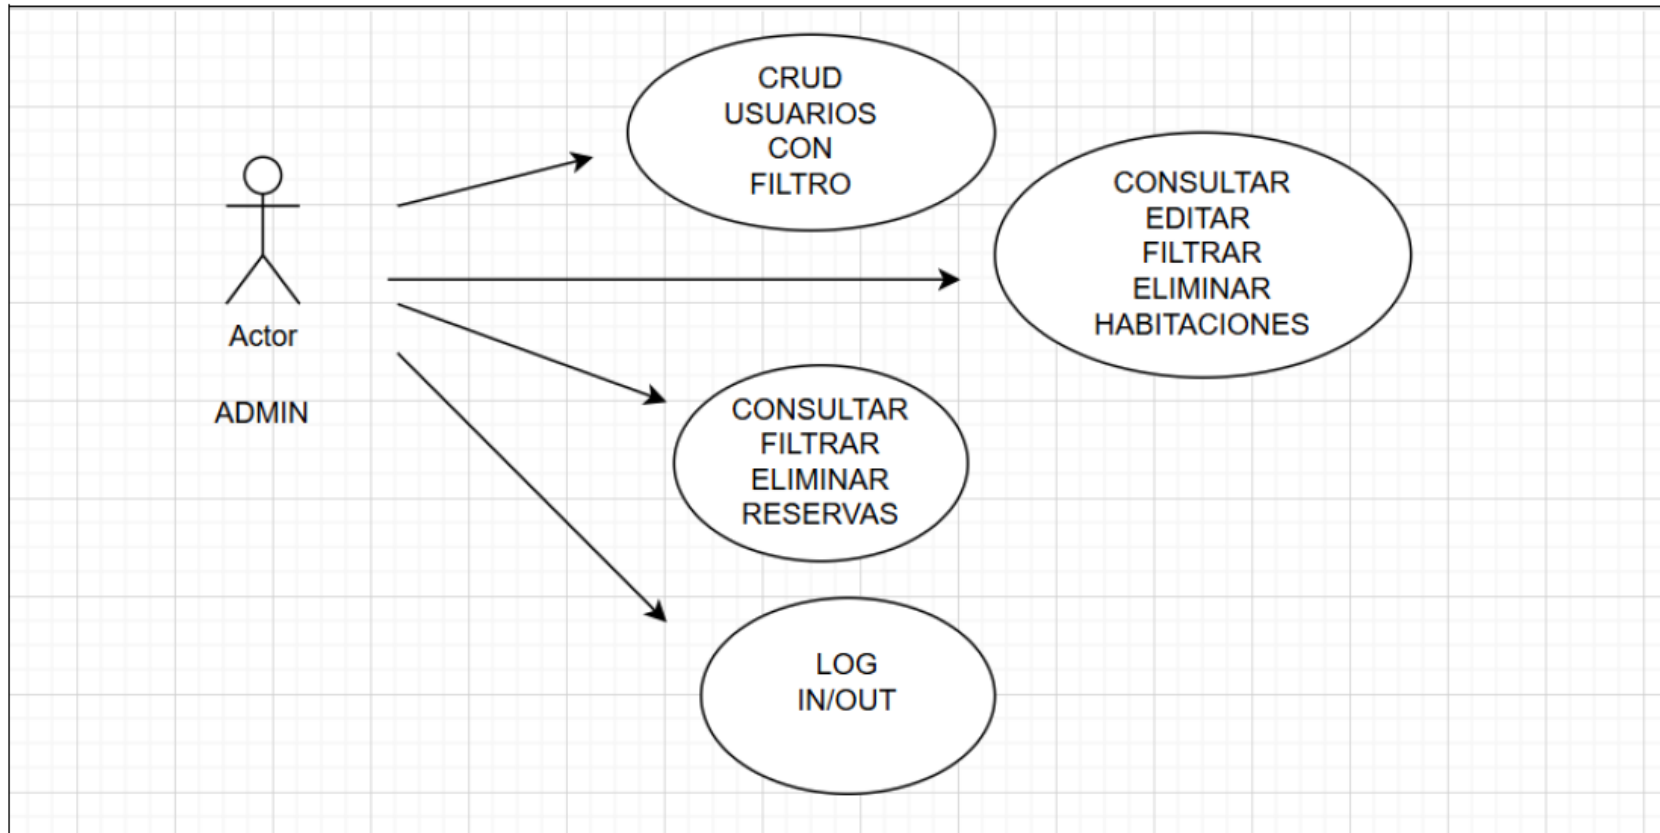 CRUD
USUARIOS
CON
FILTRO
CONSULTAR
EDITAR
FILTRAR
ELIMINAR
HABITACIONES
Actor
ADMIN
CONSULTAR
FILTRAR
ELIMINAR
RESERVAS
LOG
IN/OUT